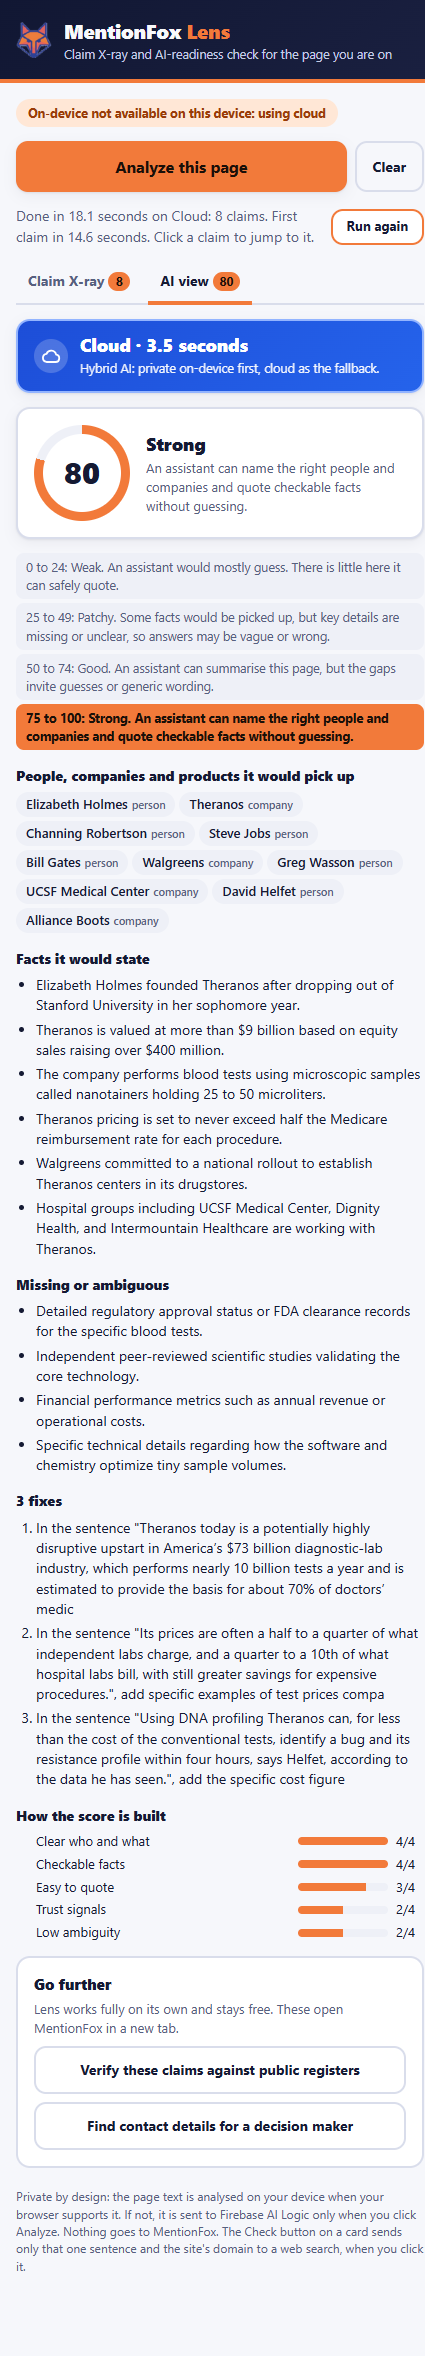 MentionFox Lens
Claim X-ray and AI-readiness check for the page you are on
On-device not available on this device: using cloud
Analyze this page
Clear
Done in 18.1 seconds on Cloud: 8 claims. First
claim in 14.6 seconds. Click a claim to jump to it.
Run again
Claim X-ray 8
AI view 80
Cloud · 3.5 seconds
Hybrid AI: private on-device first, cloud as the fallback.
80
Strong
An assistant can name the right people and
companies and quote checkable facts
without guessing.
0 to 24: Weak. An assistant would mostly guess. There is little here it
can safely quote.
25 to 49: Patchy. Some facts would be picked up, but key details are
missing or unclear, so answers may be vague or wrong.
50 to 74: Good. An assistant can summarise this page, but the gaps
invite guesses or generic wording.
75 to 100: Strong. An assistant can name the right people and
companies and quote checkable facts without guessing.
People, companies and products it would pick up
Elizabeth Holmes person Theranos company
Channing Robertson person Steve Jobs person
Bill Gates person Walgreens company Greg Wasson person
UCSF Medical Center company David Helfet person
Alliance Boots company
Facts it would state
• Elizabeth Holmes founded Theranos after dropping out of
Stanford University in her sophomore year.
• Theranos is valued at more than $9 billion based on equity
sales raising over $400 million.
• The company performs blood tests using microscopic samples
called nanotainers holding 25 to 50 microliters.
• Theranos pricing is set to never exceed half the Medicare
reimbursement rate for each procedure.
• Walgreens committed to a national rollout to establish
Theranos centers in its drugstores.
• Hospital groups including UCSF Medical Center, Dignity
Health, and Intermountain Healthcare are working with
Theranos.
Missing or ambiguous
• Detailed regulatory approval status or FDA clearance records
for the specific blood tests.
• Independent peer-reviewed scientific studies validating the
core technology.
• Financial performance metrics such as annual revenue or
operational costs.
• Specific technical details regarding how the software and
chemistry optimize tiny sample volumes.
3 fixes
1. In the sentence "Theranos today is a potentially highly
disruptive upstart in America's $73 billion diagnostic-lab
industry, which performs nearly 10 billion tests a year and is
estimated to provide the basis for about 70% of doctors'
medic
2. In the sentence "Its prices are often a half to a quarter of what
independent labs charge, and a quarter to a 10th of what
hospital labs bill, with still greater savings for expensive
procedures.", add specific examples of test prices compa
3. In the sentence "Using DNA profiling Theranos can, for less
than the cost of the conventional tests, identify a bug and its
resistance profile within four hours, says Helfet, according to
the data he has seen.", add the specific cost figure
How the score is built
Clear who and what 4/4
Checkable facts 4/4
Easy to quote 3/4
Trust signals 2/4
Low ambiguity 2/4
Go further
Lens works fully on its own and stays free. These open
MentionFox in a new tab.
Verify these claims against public registers
Find contact details for a decision maker
Private by design: the page text is analysed on your device when your
browser supports it. If not, it is sent to Firebase AI Logic only when you click
Analyze. Nothing goes to MentionFox. The Check button on a card sends
only that one sentence and the site's domain to a web search, when you click
it.